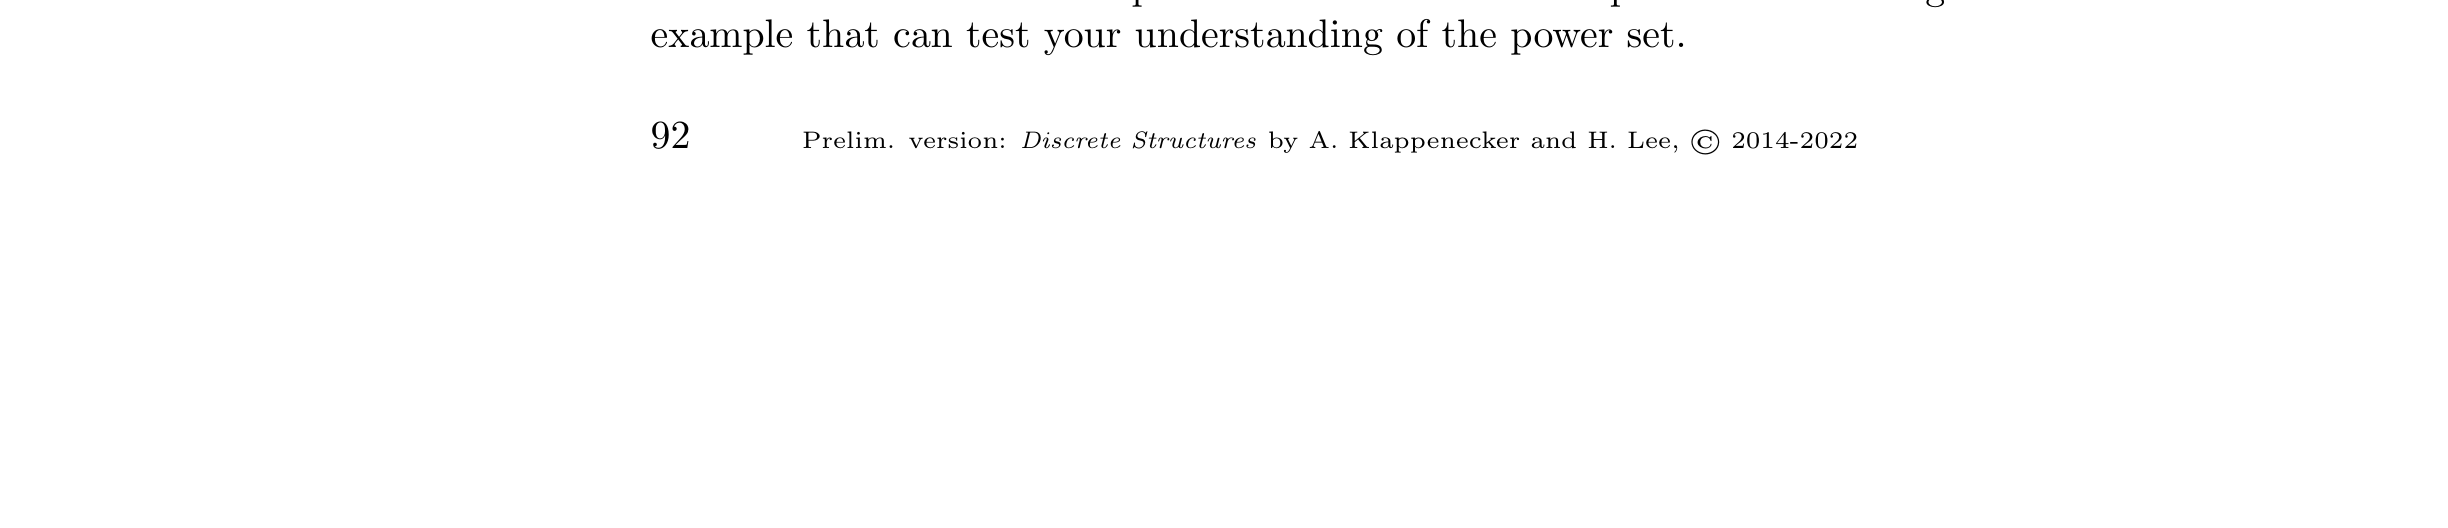 example that can test your understanding of the power set.
92 Prelim. version: Discrete Structures by A. Klappenecker and H. Lee, © 2014-2022